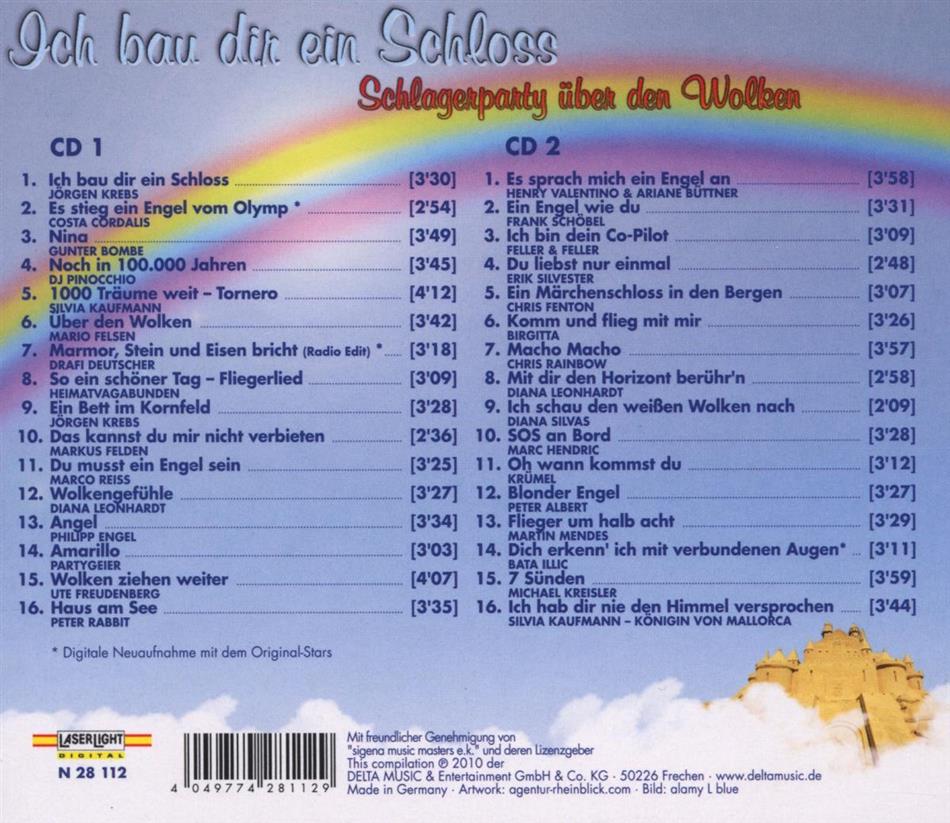 Ich bau dir ein Schloss
Schlagerparty über den Wolken
CD 1
1. Ich bau dir ein Schloss [3'30]
JÖRGEN KREBS
2. Es stieg ein Engel vom Olymp * [2'54]
COSTA CORDALIS
3. Nina [3'49]
GUNTER BOMBE
4. Noch in 100.000 Jahren [3'45]
DJ PINOCCHIO
5. 1000 Träume weit – Tornero [4'12]
SILVIA KAUFMANN
6. Über den Wolken [3'42]
MARIO FELSEN
7. Marmor, Stein und Eisen bricht (Radio Edit) * [3'18]
DRAFI DEUTSCHER
8. So ein schöner Tag – Fliegerlied [3'09]
HEIMATVAGABUNDEN
9. Ein Bett im Kornfeld [3'28]
JÖRGEN KREBS
10. Das kannst du mir nicht verbieten [2'36]
MARKUS FELDEN
11. Du musst ein Engel sein [3'25]
MARCO REISS
12. Wolkengefühle [3'27]
DIANA LEONHARDT
13. Angel [3'34]
PHILIPP ENGEL
14. Amarillo [3'03]
PARTYGEIER
15. Wolken ziehen weiter [4'07]
UTE FREUDENBERG
16. Haus am See [3'35]
PETER RABBIT
* Digitale Neuaufnahme mit dem Original-Stars
CD 2
1. Es sprach mich ein Engel an [3'58]
HENRY VALENTINO & ARIANE BÜTTNER
2. Ein Engel wie du [3'31]
FRANK SCHÖBEL
3. Ich bin dein Co-Pilot [3'09]
FELLER & FELLER
4. Du liebst nur einmal [2'48]
ERIK SILVESTER
5. Ein Märchenschloss in den Bergen [3'07]
CHRIS FENTON
6. Komm und flieg mit mir [3'26]
BIRGITTA
7. Macho Macho [3'57]
CHRIS RAINBOW
8. Mit dir den Horizont berühr'n [2'58]
DIANA LEONHARDT
9. Ich schau den weißen Wolken nach [2'09]
DIANA SILVAS
10. SOS an Bord [3'28]
MARC HENDRIC
11. Oh wann kommst du [3'12]
KRÜMEL
12. Blonder Engel [3'27]
PETER ALBERT
13. Flieger um halb acht [3'29]
MARTIN MENDES
14. Dich erkenn' ich mit verbundenen Augen* [3'11]
BATA ILLIC
15. 7 Sünden [3'59]
MICHAEL KREISLER
16. Ich hab dir nie den Himmel versprochen [3'44]
SILVIA KAUFMANN – KÖNIGIN VON MALLORCA
LASERLIGHT
DIGITAL
N 28 112
4 049774 281129
Mit freundlicher Genehmigung von
"sigena music masters e.k." und deren Lizenzgeber
This compilation ℗ 2010 der
DELTA MUSIC & Entertainment GmbH & Co. KG · 50226 Frechen · www.deltamusic.de
Made in Germany · Artwork: agentur-rheinblick.com · Bild: alamy L blue